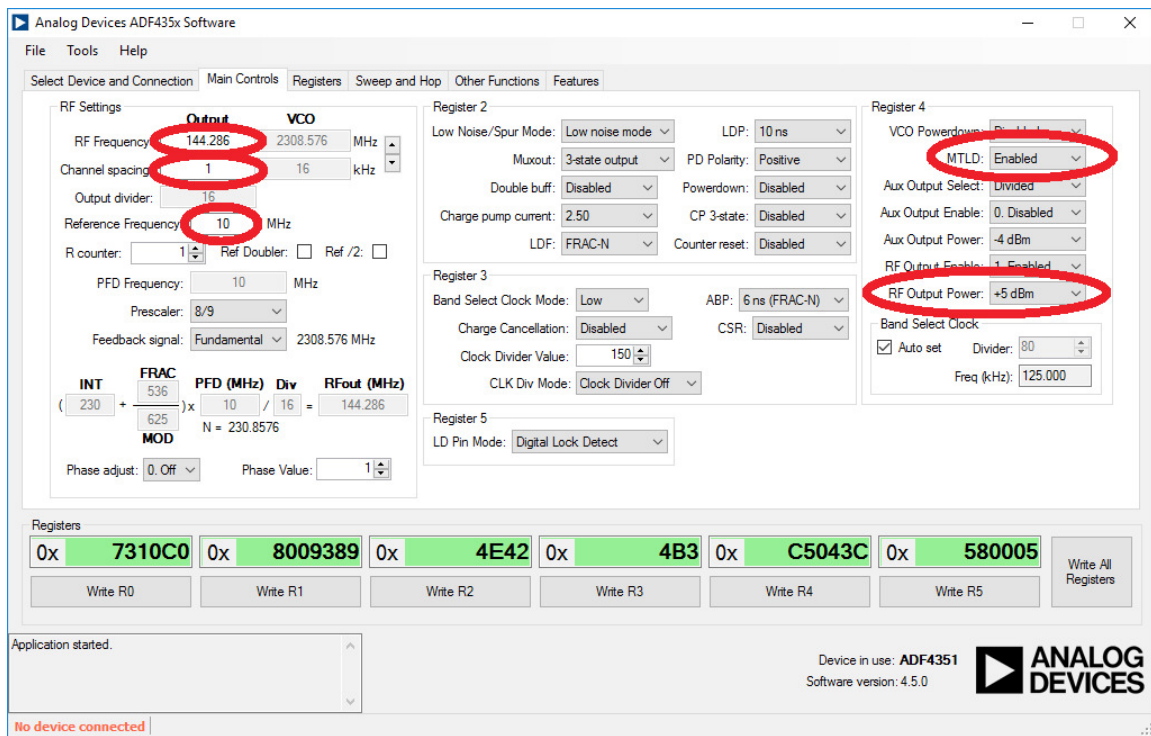 Analog Devices ADF435x Software
File Tools Help
Select Device and Connection Main Controls Registers Sweep and Hop Other Functions Features
RF Settings
Output VCO
RF Frequency: 144.286 2308.576 MHz
Channel spacing: 1 16 kHz
Output divider: 16
Reference Frequency: 10 MHz
R counter: 1 Ref Doubler: Ref /2:
PFD Frequency: 10 MHz
Prescaler: 8/9
Feedback signal: Fundamental 2308.576 MHz
INT FRAC PFD (MHz) Div RFout (MHz)
( 230 + 536 / 625 ) x 10 / 16 = 144.286
MOD N = 230.8576
Phase adjust: 0. Off Phase Value: 1
Register 2
Low Noise/Spur Mode: Low noise mode LDP: 10 ns
Muxout: 3-state output PD Polarity: Positive
Double buff: Disabled Powerdown: Disabled
Charge pump current: 2.50 CP 3-state: Disabled
LDF: FRAC-N Counter reset: Disabled
Register 3
Band Select Clock Mode: Low ABP: 6 ns (FRAC-N)
Charge Cancellation: Disabled CSR: Disabled
Clock Divider Value: 150
CLK Div Mode: Clock Divider Off
Register 5
LD Pin Mode: Digital Lock Detect
Register 4
VCO Powerdown: Disabled
MTLD: Enabled
Aux Output Select: Divided
Aux Output Enable: 0. Disabled
Aux Output Power: -4 dBm
RF Output Enable: 1. Enabled
RF Output Power: +5 dBm
Band Select Clock
Auto set Divider: 80
Freq (kHz): 125.000
Registers
0x 7310C0 0x 8009389 0x 4E42 0x 4B3 0x C5043C 0x 580005
Write R0 Write R1 Write R2 Write R3 Write R4 Write R5 Write All Registers
Application started.
Device in use: ADF4351
Software version: 4.5.0
ANALOG
DEVICES
No device connected